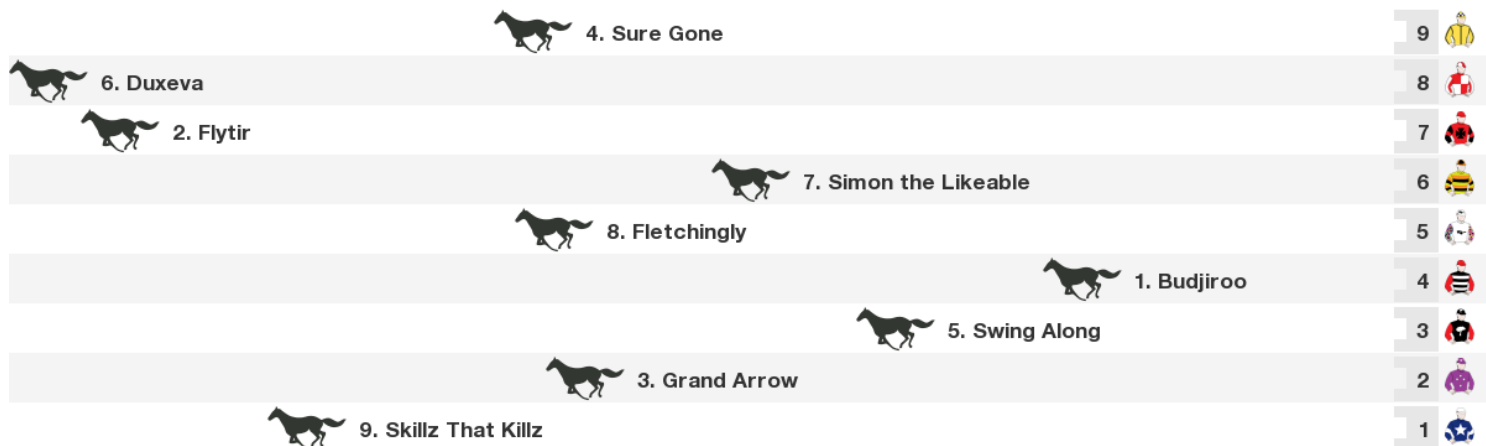 4. Sure Gone 9
6. Duxeva 8
2. Flytir 7
7. Simon the Likeable 6
8. Fletchingly 5
1. Budjiroo 4
5. Swing Along 3
3. Grand Arrow 2
9. Skillz That Killz 1